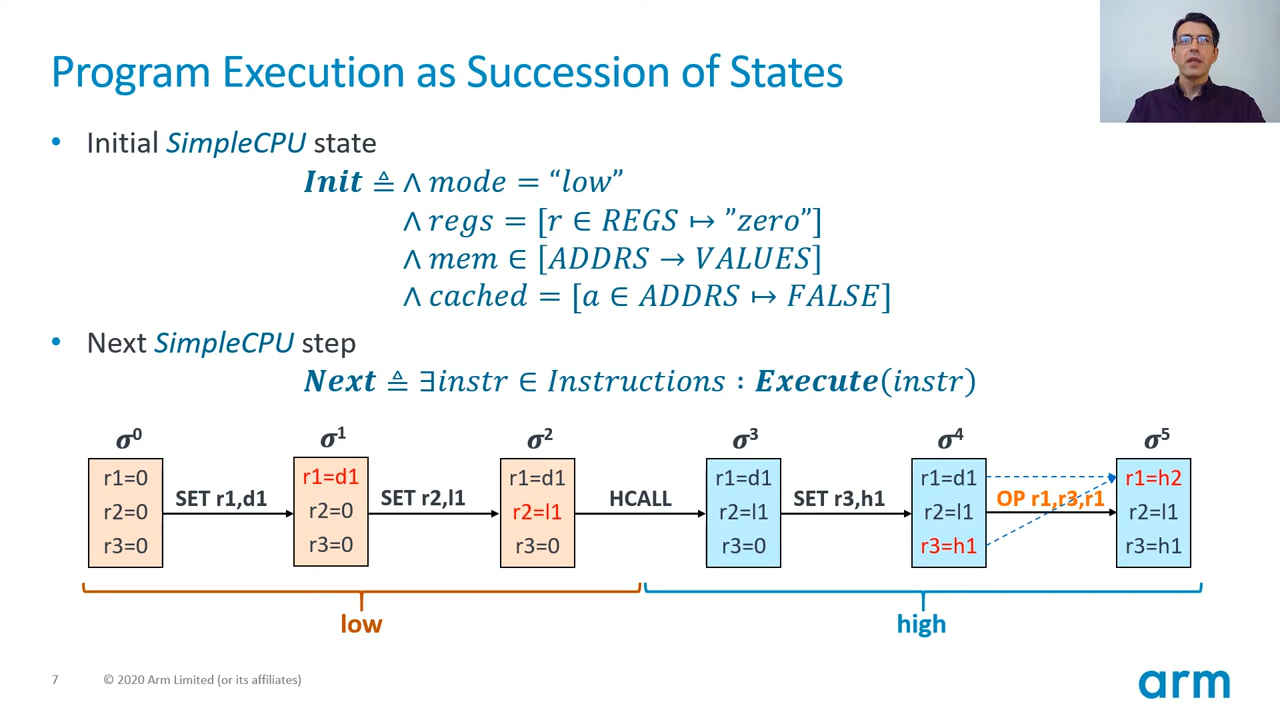 Program Execution as Succession of States
• Initial SimpleCPU state
Init ≜ ∧ mode = “low”
∧ regs = [r ∈ REGS ↦ ”zero”]
∧ mem ∈ [ADDRS → VALUES]
∧ cached = [a ∈ ADDRS ↦ FALSE]
• Next SimpleCPU step
Next ≜ ∃instr ∈ Instructions : Execute(instr)
σ⁰ σ¹ σ² σ³ σ⁴ σ⁵
r1=0 r1=d1 r1=d1 r1=d1 r1=d1 r1=h2
SET r1,d1 SET r2,l1 HCALL SET r3,h1 OP r1,r3,r1
r2=0 r2=0 r2=l1 r2=l1 r2=l1 r2=l1
r3=0 r3=0 r3=0 r3=0 r3=h1 r3=h1
low high
7 © 2020 Arm Limited (or its affiliates)
arm